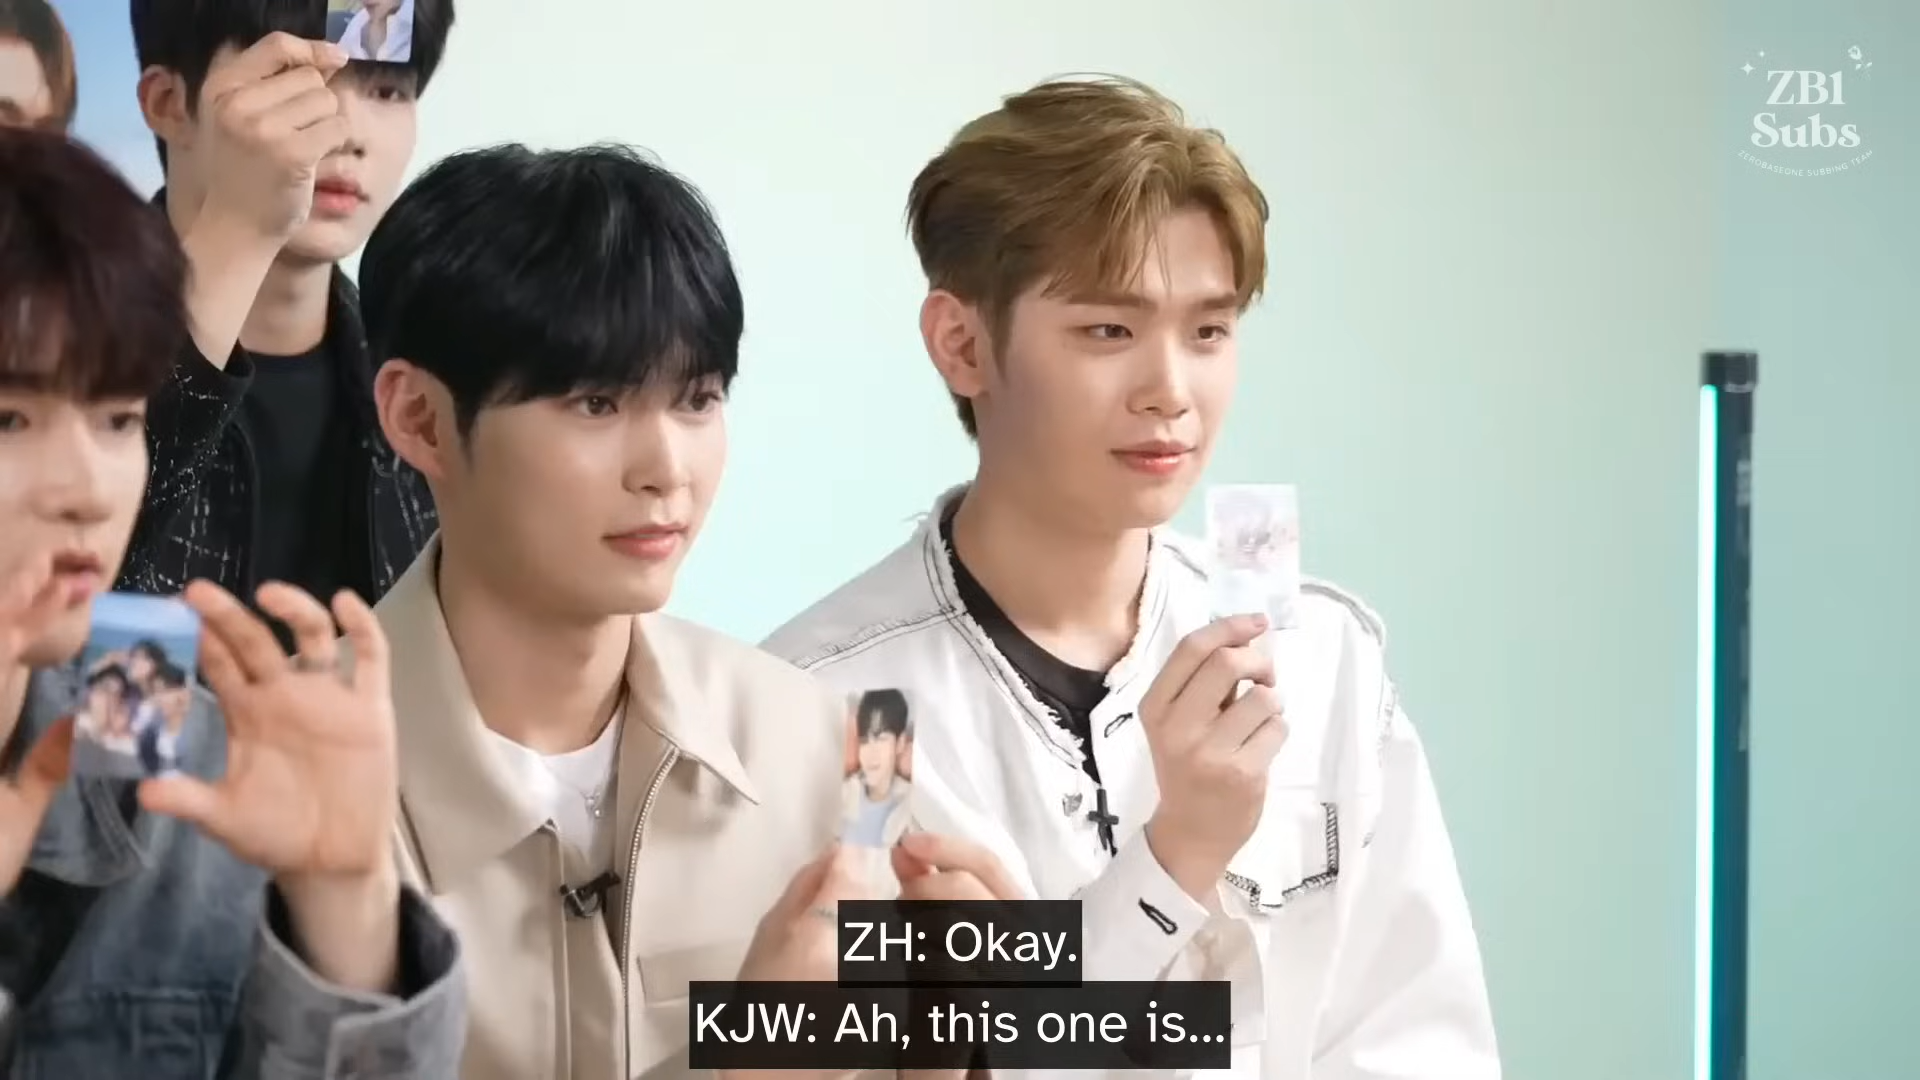 ZB1
Subs
ZEROBASEONE SUBBING TEAM
ZH: Okay.
KJW: Ah, this one is...